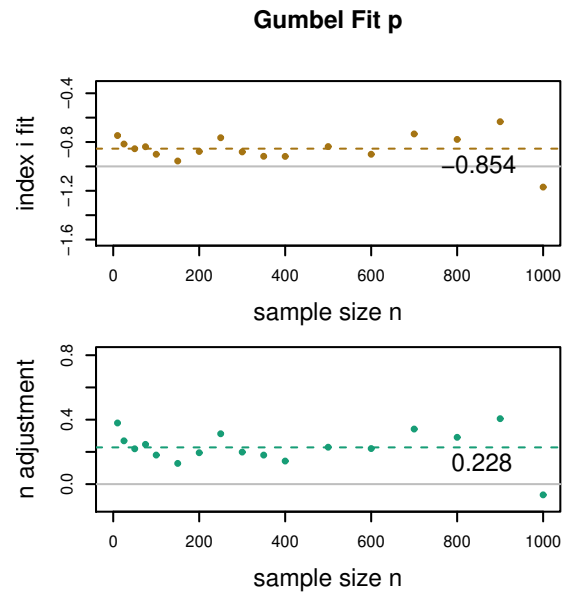 Gumbel Fit p
index i fit
−0.4
−0.8
−1.2
−1.6
−0.854
0 200 400 600 800 1000
sample size n
n adjustment
0.8
0.4
0.0
0.228
0 200 400 600 800 1000
sample size n